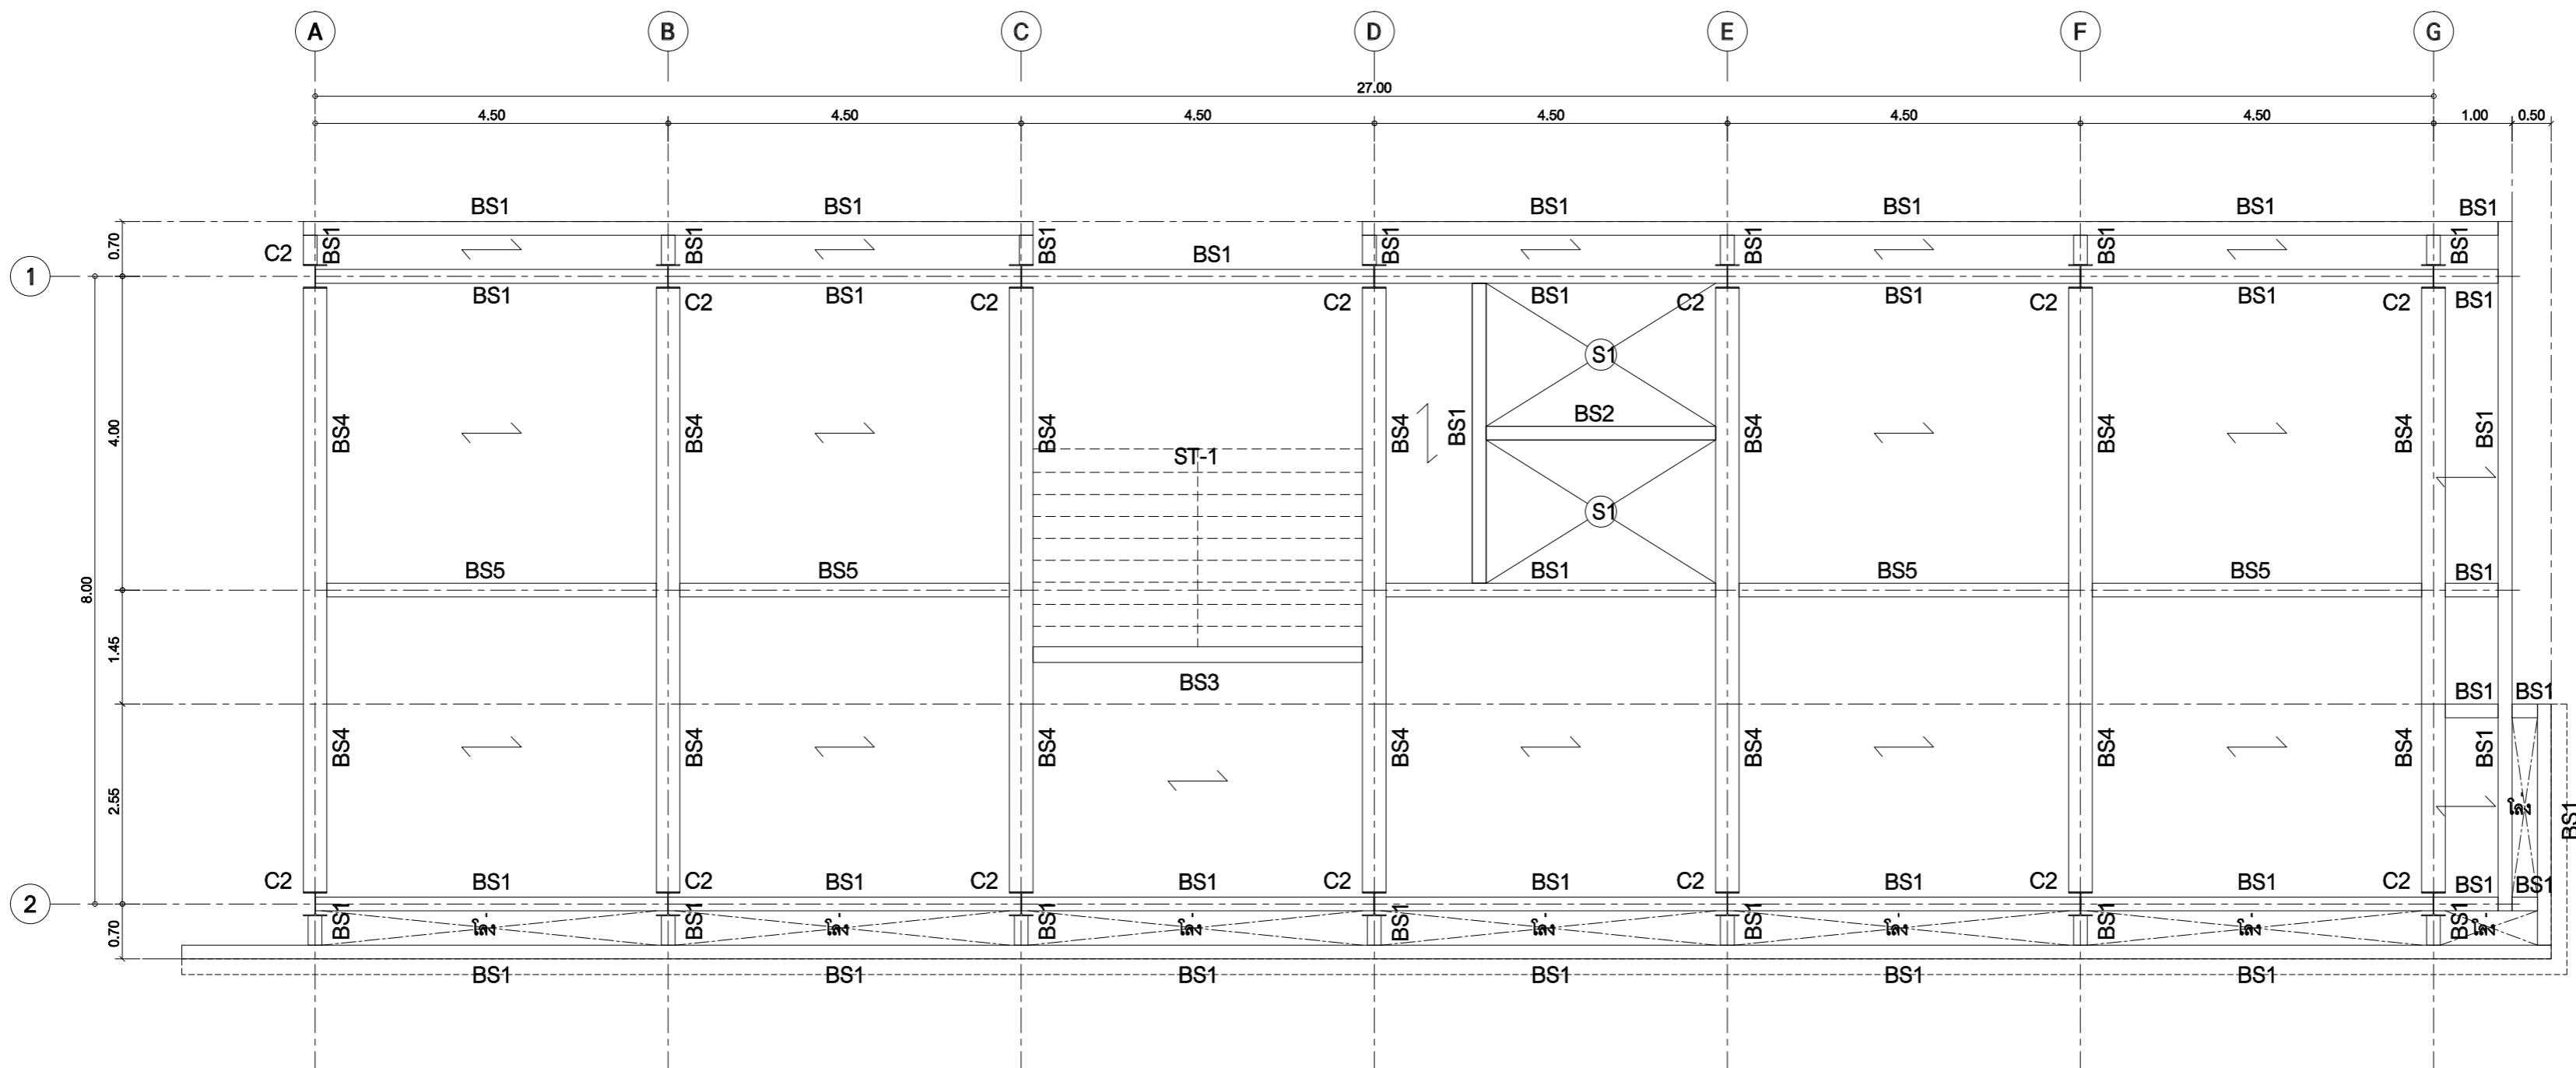 A B C D E F G
27.00
4.50 4.50 4.50 4.50 4.50 4.50 1.00 0.50
BS1 BS1 BS1 BS1 BS1 BS1
0.70 C2 BS1 BS1 BS1 BS1 BS1 BS1 BS1 BS1
1
BS1 C2 BS1 C2 C2 BS1 C2 BS1 C2 BS1 C2 BS1
S1
8.00 4.00 BS4 BS4 BS4 BS4 BS1 BS2 BS4 BS4 BS4 BS1
ST-1
S1
BS5 BS5 BS1 BS5 BS5 BS1
1.45
BS3
BS1 BS1
2.55 BS4 BS4 BS4 BS4 BS4 BS4 BS4 BS1
โล่ง BS1
C2 BS1 C2 BS1 C2 BS1 C2 BS1 C2 BS1 C2 BS1 C2 BS1 BS1
2
0.70 BS1 โล่ง BS1 โล่ง BS1 โล่ง BS1 โล่ง BS1 โล่ง BS1 โล่ง BS1 โล่ง
BS1 BS1 BS1 BS1 BS1 BS1